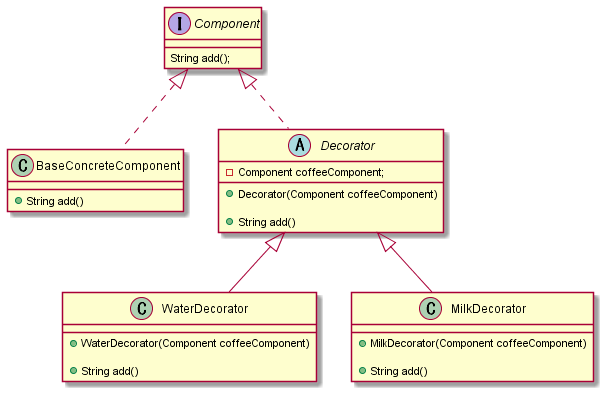 I Component
String add();
C BaseConcreteComponent
String add()
A Decorator
Component coffeeComponent;
Decorator(Component coffeeComponent)
String add()
C WaterDecorator
WaterDecorator(Component coffeeComponent)
String add()
C MilkDecorator
MilkDecorator(Component coffeeComponent)
String add()